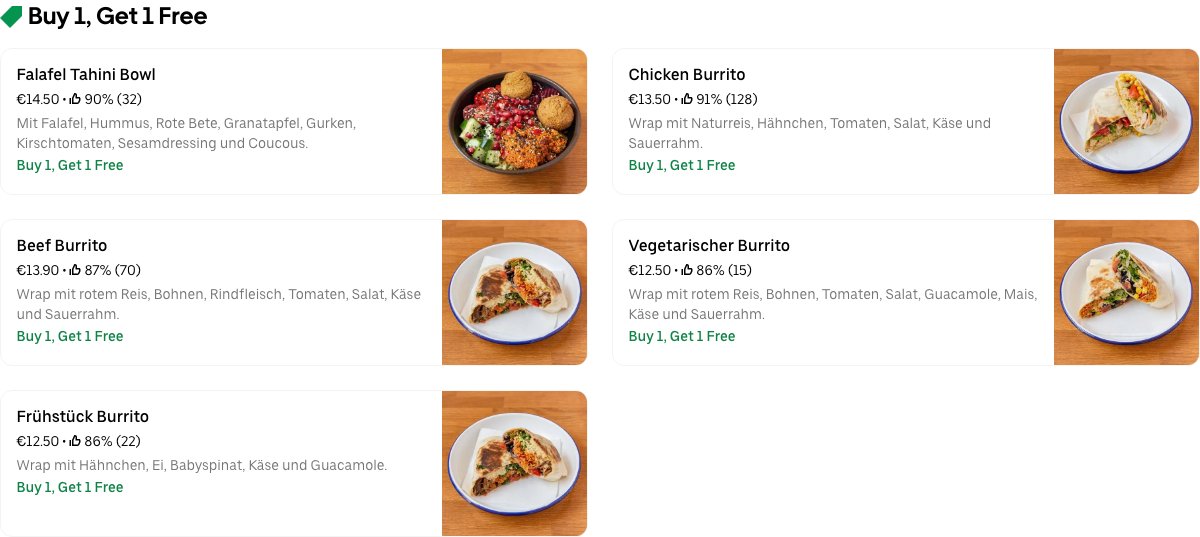 Buy 1, Get 1 Free
Falafel Tahini Bowl
€14.50 • 90% (32)
Mit Falafel, Hummus, Rote Bete, Granatapfel, Gurken,
Kirschtomaten, Sesamdressing und Coucous.
Buy 1, Get 1 Free
Chicken Burrito
€13.50 • 91% (128)
Wrap mit Naturreis, Hähnchen, Tomaten, Salat, Käse und
Sauerrahm.
Buy 1, Get 1 Free
Beef Burrito
€13.90 • 87% (70)
Wrap mit rotem Reis, Bohnen, Rindfleisch, Tomaten, Salat, Käse
und Sauerrahm.
Buy 1, Get 1 Free
Vegetarischer Burrito
€12.50 • 86% (15)
Wrap mit rotem Reis, Bohnen, Tomaten, Salat, Guacamole, Mais,
Käse und Sauerrahm.
Buy 1, Get 1 Free
Frühstück Burrito
€12.50 • 86% (22)
Wrap mit Hähnchen, Ei, Babyspinat, Käse und Guacamole.
Buy 1, Get 1 Free